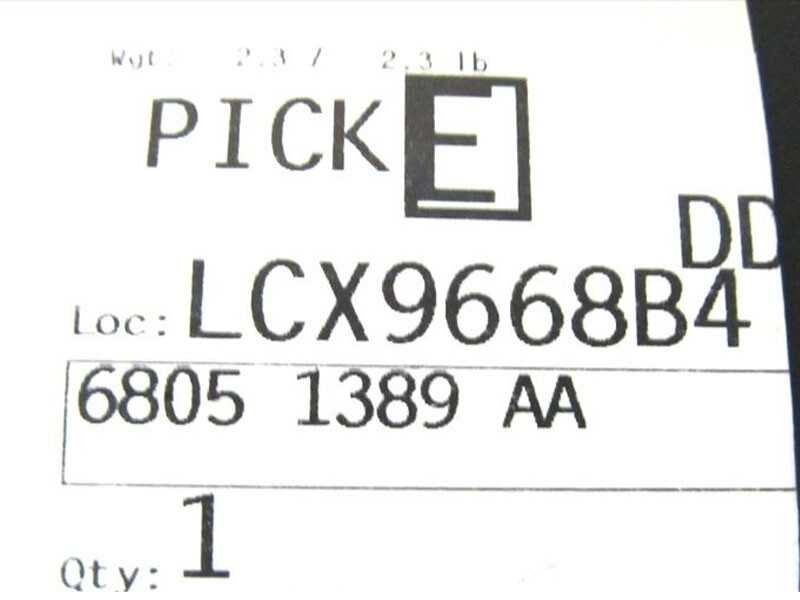 Wgt: 2.3 / 2.3 lb
PICK E
DD
Loc: LCX9668B4
6805 1389 AA
Qty: 1